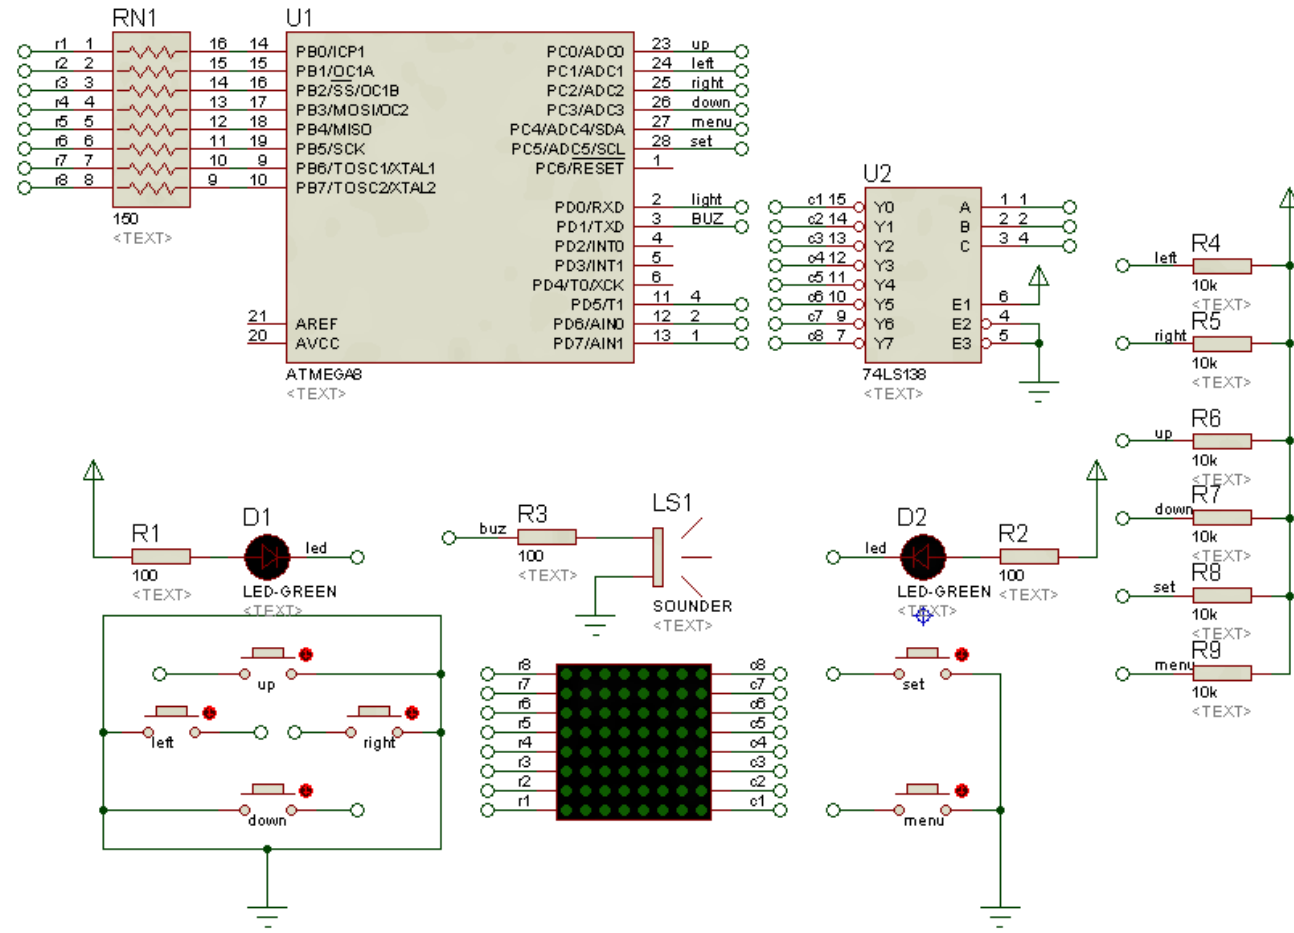 RN1
r1 1 16
r2 2 15
r3 3 14
r4 4 13
r5 5 12
r6 6 11
r7 7 10
r8 8 9
150
<TEXT>
U1
14 PB0/ICP1
15 PB1/OC1A
16 PB2/SS/OC1B
17 PB3/MOSI/OC2
18 PB4/MISO
19 PB5/SCK
9 PB6/TOSC1/XTAL1
10 PB7/TOSC2/XTAL2
21 AREF
20 AVCC
PC0/ADC0 23 up
PC1/ADC1 24 left
PC2/ADC2 25 right
PC3/ADC3 26 down
PC4/ADC4/SDA 27 menu
PC5/ADC5/SCL 28 set
PC6/RESET 1
PD0/RXD 2 light
PD1/TXD 3 BUZ
PD2/INT0 4
PD3/INT1 5
PD4/T0/XCK 6
PD5/T1 11 4
PD6/AIN0 12 2
PD7/AIN1 13 1
ATMEGA8
<TEXT>
U2
c1 15 Y0 A 1 1
c2 14 Y1 B 2 2
c3 13 Y2 C 3 4
c4 12 Y3
c5 11 Y4
c6 10 Y5 E1 6
c7 9 Y6 E2 4
c8 7 Y7 E3 5
74LS138
<TEXT>
left R4
10k
<TEXT>
right R5
10k
<TEXT>
up R6
10k
<TEXT>
down R7
10k
<TEXT>
set R8
10k
<TEXT>
menu R9
10k
<TEXT>
R1
100
<TEXT>
D1
led
LED-GREEN
<TEXT>
buz R3
100
<TEXT>
LS1
SOUNDER
<TEXT>
led D2
LED-GREEN
<TEXT>
R2
100
<TEXT>
up
left
right
down
r8 c8
r7 c7
r6 c6
r5 c5
r4 c4
r3 c3
r2 c2
r1 c1
set
menu